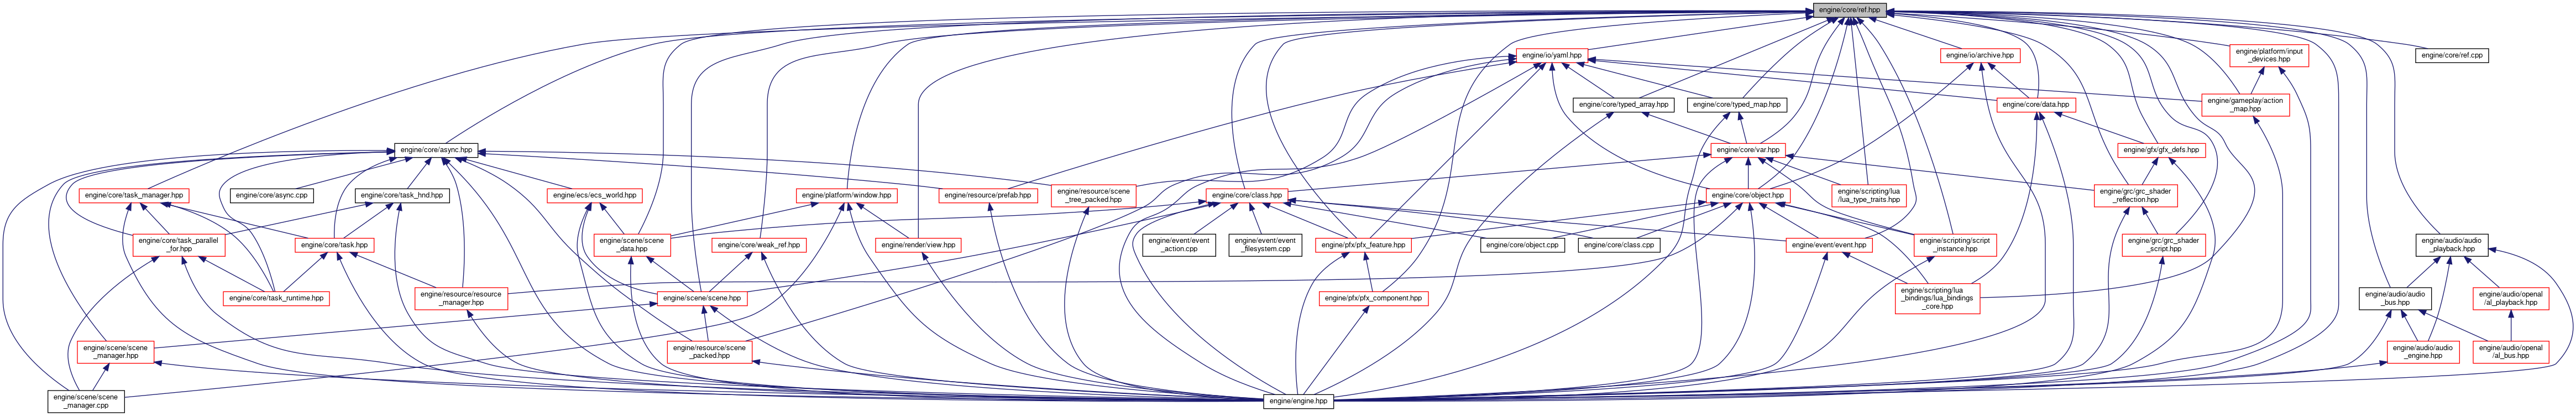 engine/core/ref.hpp
engine/io/yaml.hpp
engine/io/archive.hpp
engine/platform/input
_devices.hpp
engine/core/ref.cpp
engine/core/typed_array.hpp
engine/core/typed_map.hpp
engine/core/data.hpp
engine/gameplay/action
_map.hpp
engine/core/async.hpp
engine/core/var.hpp
engine/gfx/gfx_defs.hpp
engine/core/task_manager.hpp
engine/core/async.cpp
engine/core/task_hnd.hpp
engine/ecs/ecs_world.hpp
engine/platform/window.hpp
engine/resource/prefab.hpp
engine/resource/scene
_tree_packed.hpp
engine/core/class.hpp
engine/core/object.hpp
engine/scripting/lua
_type_traits.hpp
engine/grc/grc_shader
_reflection.hpp
engine/core/task_parallel
_for.hpp
engine/core/task.hpp
engine/scene/scene
_data.hpp
engine/core/weak_ref.hpp
engine/render/view.hpp
engine/event/event
_action.cpp
engine/event/event
_filesystem.cpp
engine/pfx/pfx_feature.hpp
engine/core/object.cpp
engine/core/class.cpp
engine/event/event.hpp
engine/scripting/script
_instance.hpp
engine/grc/grc_shader
_script.hpp
engine/audio/audio
_playback.hpp
engine/core/task_runtime.hpp
engine/resource/resource
_manager.hpp
engine/scene/scene.hpp
engine/pfx/pfx_component.hpp
engine/scripting/lua
_bindings/lua_bindings
_core.hpp
engine/audio/audio
_bus.hpp
engine/audio/openal
/al_playback.hpp
engine/scene/scene
_manager.hpp
engine/resource/scene
_packed.hpp
engine/audio/audio
_engine.hpp
engine/audio/openal
/al_bus.hpp
engine/scene/scene
_manager.cpp
engine/engine.hpp